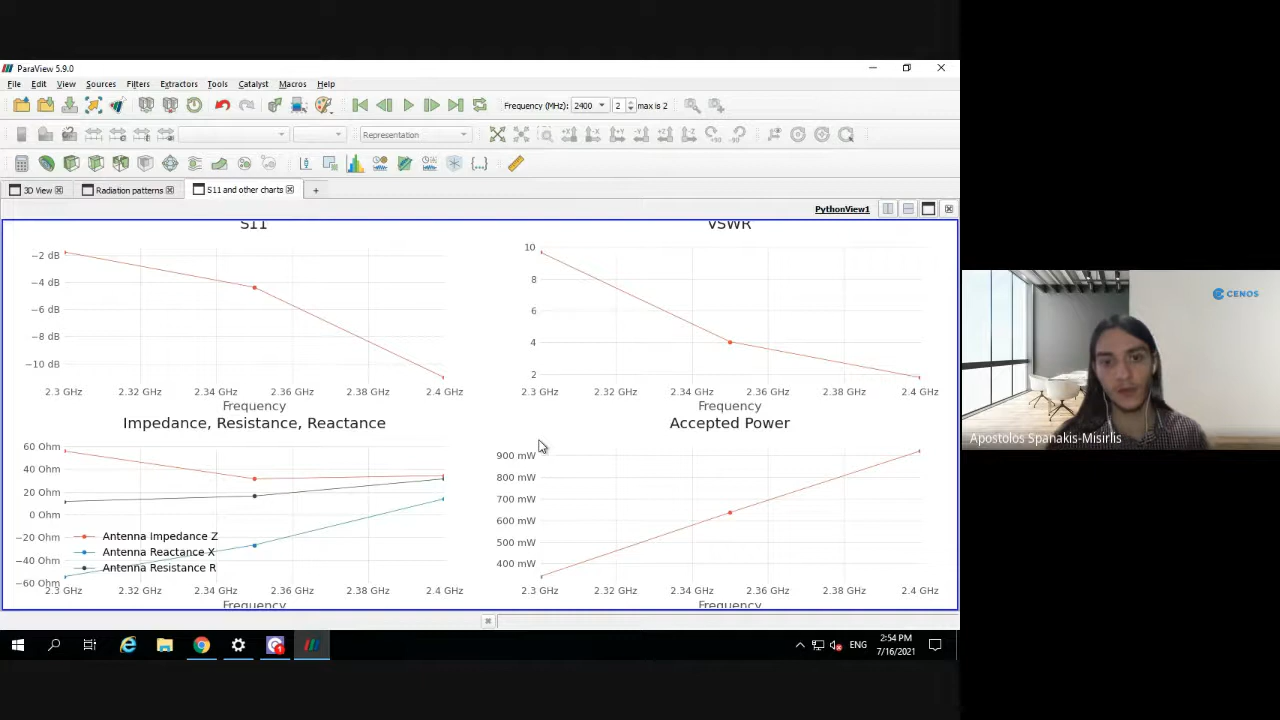 ParaView 5.9.0
File Edit View Sources Filters Extractors Tools Catalyst Macros Help
Frequency (MHz): 2400 2 max is 2
Representation
+X -X +Y -Y +Z -Z +90 -90
3D View Radiation patterns S11 and other charts +
PythonView1
S11
−2 dB
−4 dB
−6 dB
−8 dB
−10 dB
2.3 GHz 2.32 GHz 2.34 GHz 2.36 GHz 2.38 GHz 2.4 GHz
Frequency
VSWR
10
8
6
4
2
2.3 GHz 2.32 GHz 2.34 GHz 2.36 GHz 2.38 GHz 2.4 GHz
Frequency
Impedance, Resistance, Reactance
60 Ohm
40 Ohm
20 Ohm
0 Ohm
−20 Ohm
−40 Ohm
−60 Ohm
Antenna Impedance Z
Antenna Reactance X
Antenna Resistance R
2.3 GHz 2.32 GHz 2.34 GHz 2.36 GHz 2.38 GHz 2.4 GHz
Frequency
Accepted Power
900 mW
800 mW
700 mW
600 mW
500 mW
400 mW
2.3 GHz 2.32 GHz 2.34 GHz 2.36 GHz 2.38 GHz 2.4 GHz
Frequency
ENG
2:54 PM
7/16/2021
CENOS
Apostolos Spanakis-Misirlis